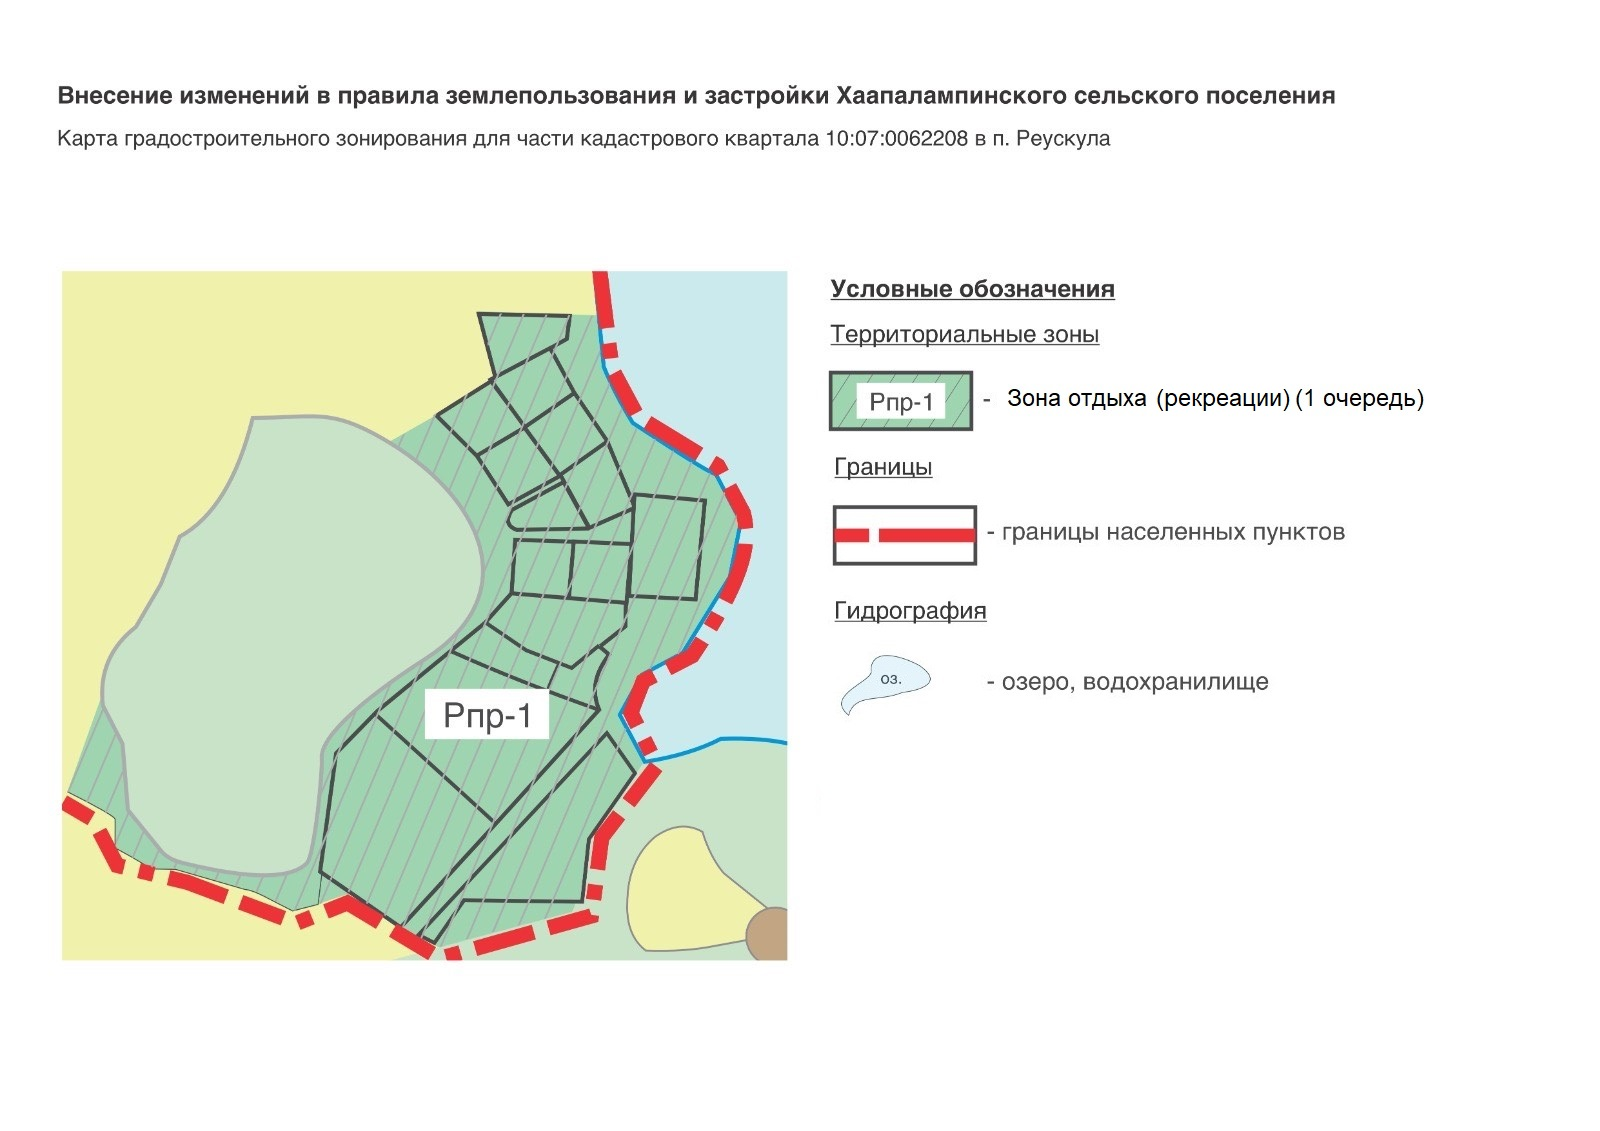 Внесение изменений в правила землепользования и застройки Хаапалампинского сельского поселения
Карта градостроительного зонирования для части кадастрового квартала 10:07:0062208 в п. Реускула
Условные обозначения
Территориальные зоны
Рпр-1 - Зона отдыха (рекреации) (1 очередь)
Границы
- границы населенных пунктов
Гидрография
оз. - озеро, водохранилище
Рпр-1